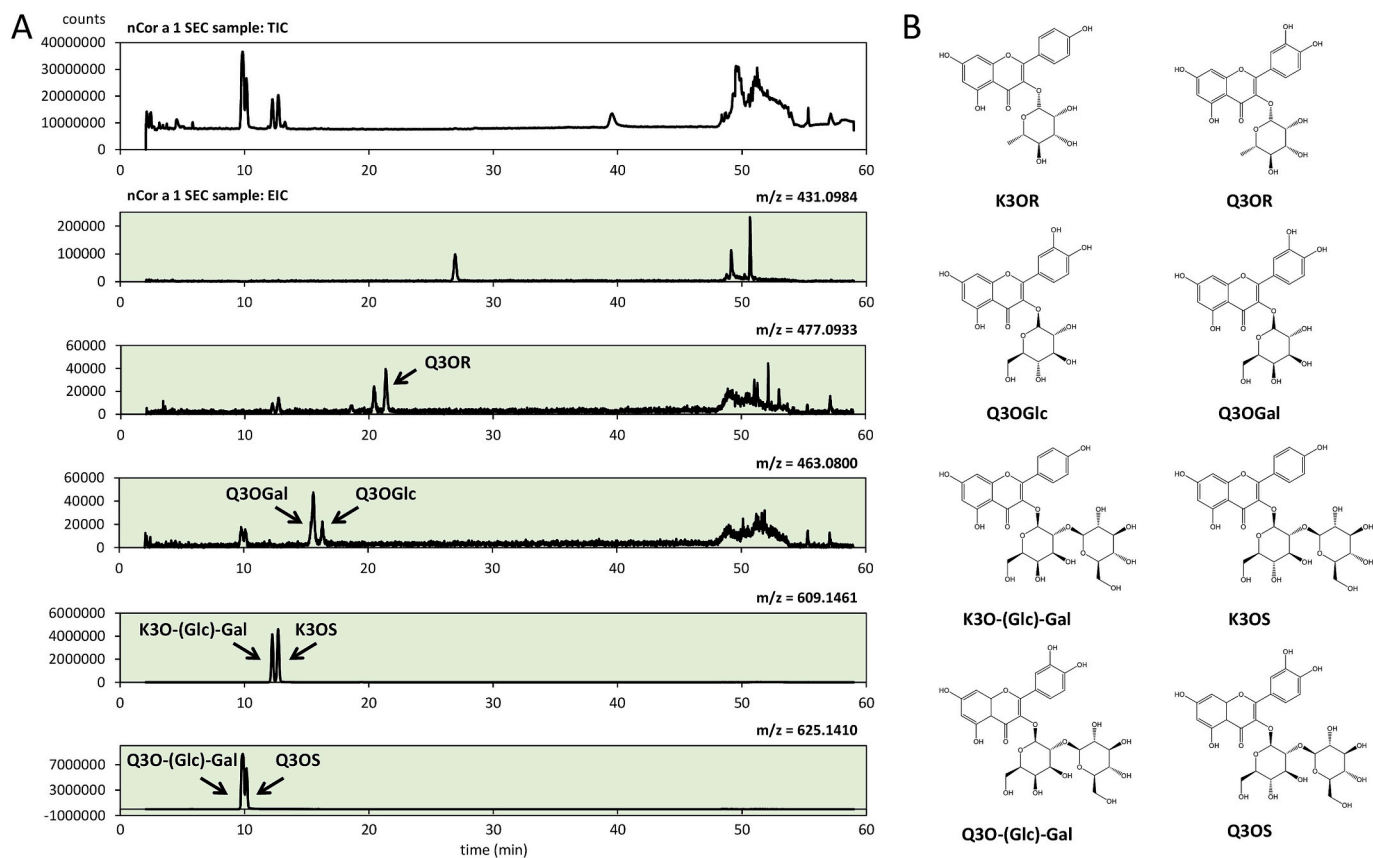 A
counts
nCor a 1 SEC sample: TIC
40000000
30000000
20000000
10000000
0
0 10 20 30 40 50 60
nCor a 1 SEC sample: EIC
m/z = 431.0984
200000
100000
0
0 10 20 30 40 50 60
m/z = 477.0933
60000
40000
20000
0
Q3OR
0 10 20 30 40 50 60
m/z = 463.0800
60000
40000
20000
0
Q3OGal Q3OGlc
0 10 20 30 40 50 60
m/z = 609.1461
6000000
4000000
2000000
0
K3O-(Glc)-Gal K3OS
0 10 20 30 40 50 60
m/z = 625.1410
7000000
3000000
-1000000
Q3O-(Glc)-Gal Q3OS
0 10 20 30 40 50 60
time (min)
B
K3OR Q3OR
Q3OGlc Q3OGal
K3O-(Glc)-Gal K3OS
Q3O-(Glc)-Gal Q3OS